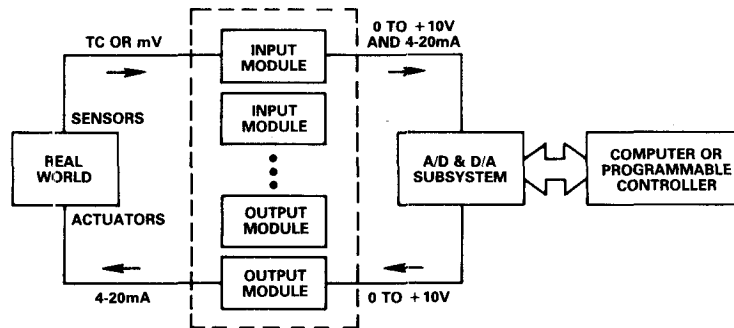 TC OR mV
INPUT
MODULE
0 TO +10V
AND 4-20mA
SENSORS
INPUT
MODULE
REAL
WORLD
A/D & D/A
SUBSYSTEM
COMPUTER OR
PROGRAMMABLE
CONTROLLER
ACTUATORS
OUTPUT
MODULE
OUTPUT
MODULE
4-20mA
0 TO +10V